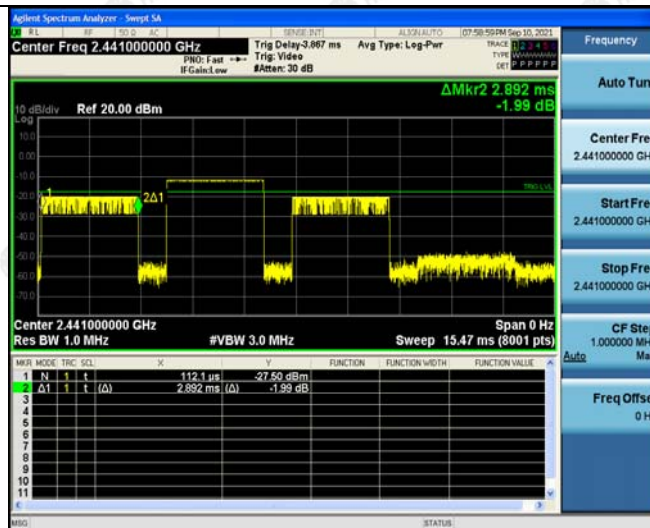 Agilent Spectrum Analyzer - Swept SA
RL RF 50 Ω AC SENSE:INT ALIGN AUTO 07:58:59 PM Sep 10, 2021
Center Freq 2.441000000 GHz
Trig Delay-3.867 ms
Avg Type: Log-Pwr
TRACE 1 2 3 4 5 6
PNO: Fast
Trig: Video
TYPE
IFGain:Low
#Atten: 30 dB
DET P P P P P P
ΔMkr2 2.892 ms
-1.99 dB
10 dB/div Ref 20.00 dBm
Log
10.0
0.00
-10.0
-20.0
-30.0
-40.0
-50.0
-60.0
-70.0
TRIG LVL
1
2Δ1
Center 2.441000000 GHz Span 0 Hz
Res BW 1.0 MHz #VBW 3.0 MHz Sweep 15.47 ms (8001 pts)
MKR MODE TRC SCL X Y FUNCTION FUNCTION WIDTH FUNCTION VALUE
1 N 1 t 112.1 µs -27.50 dBm
2 Δ1 1 t (Δ) 2.892 ms (Δ) -1.99 dB
3
4
5
6
7
8
9
10
11
MSG STATUS
Frequency
Auto Tun
Center Fre
2.441000000 GH
Start Fre
2.441000000 GH
Stop Fre
2.441000000 GH
CF Ste
1.000000 MH
Auto Ma
Freq Offse
0 H